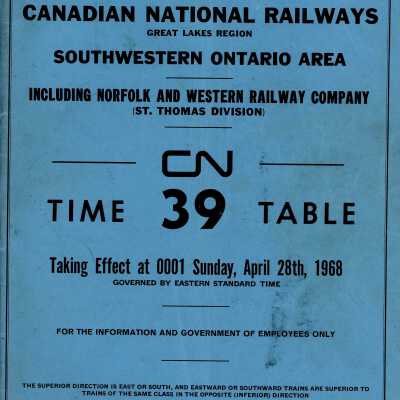 CANADIAN NATIONAL RAILWAYS
GREAT LAKES REGION
SOUTHWESTERN ONTARIO AREA
INCLUDING NORFOLK AND WESTERN RAILWAY COMPANY
(ST. THOMAS DIVISION)
CN
TIME 39 TABLE
Taking Effect at 0001 Sunday, April 28th, 1968
GOVERNED BY EASTERN STANDARD TIME
FOR THE INFORMATION AND GOVERNMENT OF EMPLOYEES ONLY
THE SUPERIOR DIRECTION IS EAST OR SOUTH, AND EASTWARD OR SOUTHWARD TRAINS ARE SUPERIOR TO
TRAINS OF THE SAME CLASS IN THE OPPOSITE (INFERIOR) DIRECTION